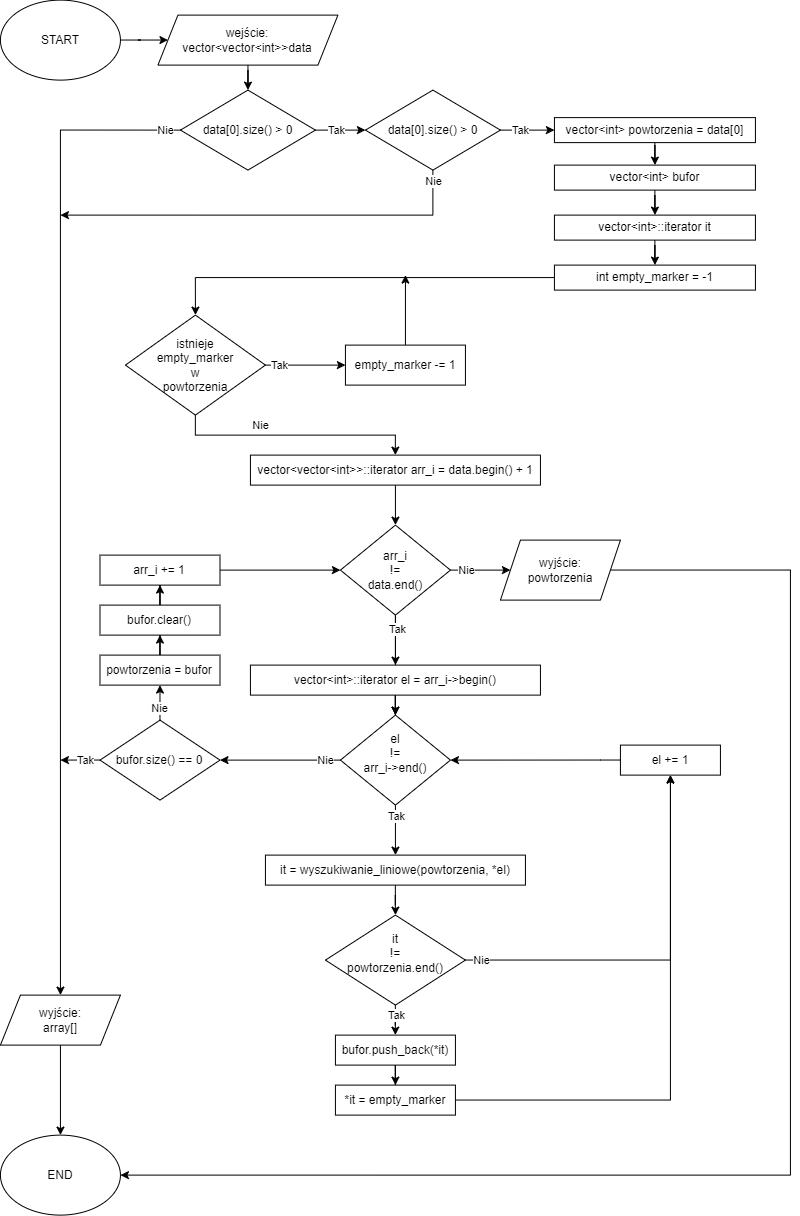 START
wejście:
vector<vector<int>>data
data[0].size() > 0
Tak
data[0].size() > 0
Tak
vector<int> powtorzenia = data[0]
Nie
Nie
vector<int> bufor
vector<int>::iterator it
int empty_marker = -1
istnieje
empty_marker
w
powtorzenia
Tak
empty_marker -= 1
Nie
vector<vector<int>>::iterator arr_i = data.begin() + 1
arr_i
!=
data.end()
Nie
wyjście:
powtorzenia
arr_i += 1
bufor.clear()
powtorzenia = bufor
Tak
vector<int>::iterator el = arr_i->begin()
Nie
el
!=
arr_i->end()
Nie
bufor.size() == 0
Tak
el += 1
Tak
it = wyszukiwanie_liniowe(powtorzenia, *el)
it
!=
powtorzenia.end()
Nie
Tak
bufor.push_back(*it)
*it = empty_marker
wyjście:
array[]
END